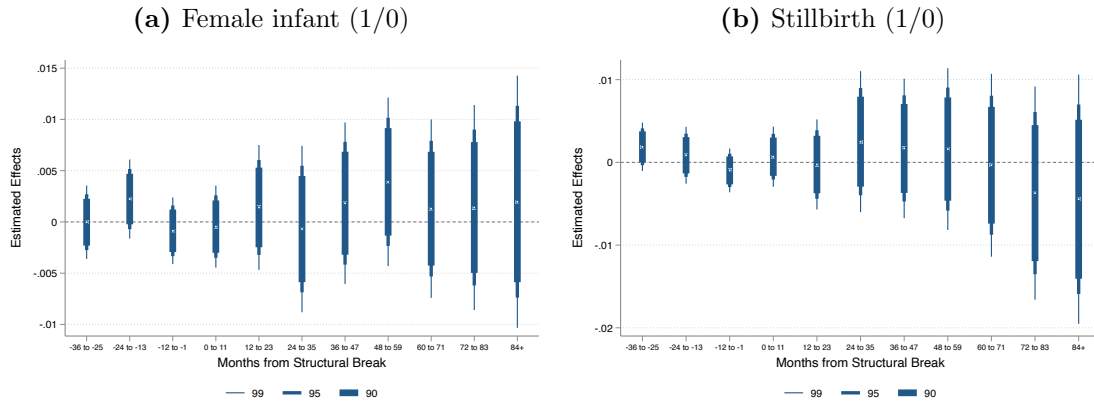 (a) Female infant (1/0)
.015
.01
.005
0
-.005
-.01
Estimated Effects
-36 to -25 -24 to -13 -12 to -1 0 to 11 12 to 23 24 to 35 36 to 47 48 to 59 60 to 71 72 to 83 84+
Months from Structural Break
99 95 90
(b) Stillbirth (1/0)
.01
0
-.01
-.02
Estimated Effects
-36 to -25 -24 to -13 -12 to -1 0 to 11 12 to 23 24 to 35 36 to 47 48 to 59 60 to 71 72 to 83 84+
Months from Structural Break
99 95 90